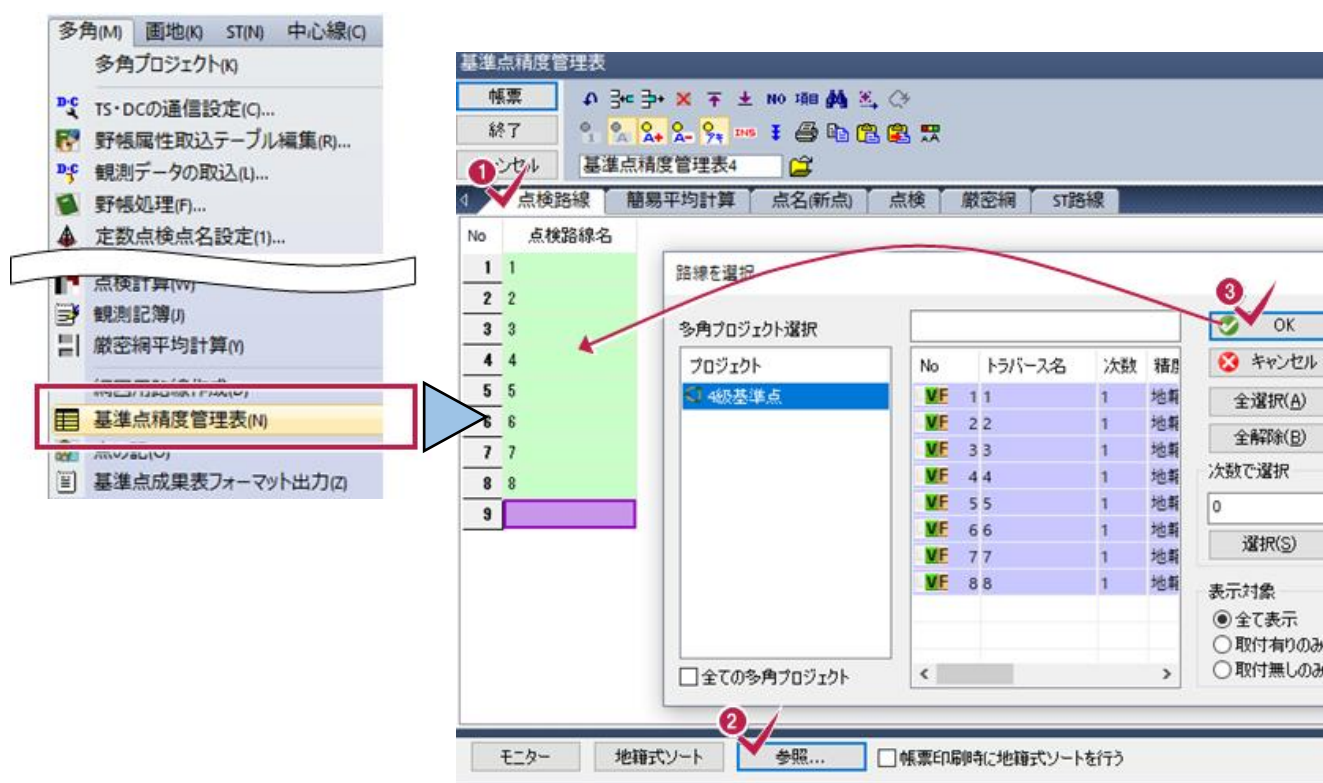 多角(M) 画地(K) ST(N) 中心線(C)
多角プロジェクト(K)
TS・DCの通信設定(C)...
野帳属性取込テーブル編集(R)...
観測データの取込(L)...
野帳処理(F)...
定数点検点名設定(1)...
点検計算(W)
観測記簿(J)
厳密網平均計算(Y)
基準点精度管理表(N)
基準点成果表フォーマット出力(Z)
基準点精度管理表
帳票
NO 項目
終了
1 A A+ A- アキ INS
基準点精度管理表4
1
点検路線 簡易平均計算 点名(新点) 点検 厳密網 ST路線
No 点検路線名
1 1
2 2
3 3
4 4
5 5
6 6
7 7
8 8
9
路線を選択
多角プロジェクト選択
プロジェクト
4級基準点
全ての多角プロジェクト
No トラバース名 次数
VF 1 1 1
VF 2 2 1
VF 3 3 1
VF 4 4 1
VF 5 5 1
VF 6 6 1
VF 7 7 1
VF 8 8 1
3
OK
キャンセル
全選択(A)
全解除(B)
次数で選択
0
選択(S)
表示対象
全て表示
取付有りのみ
取付無しのみ
2
モニター 地籍式ソート 参照... 帳票印刷時に地籍式ソートを行う